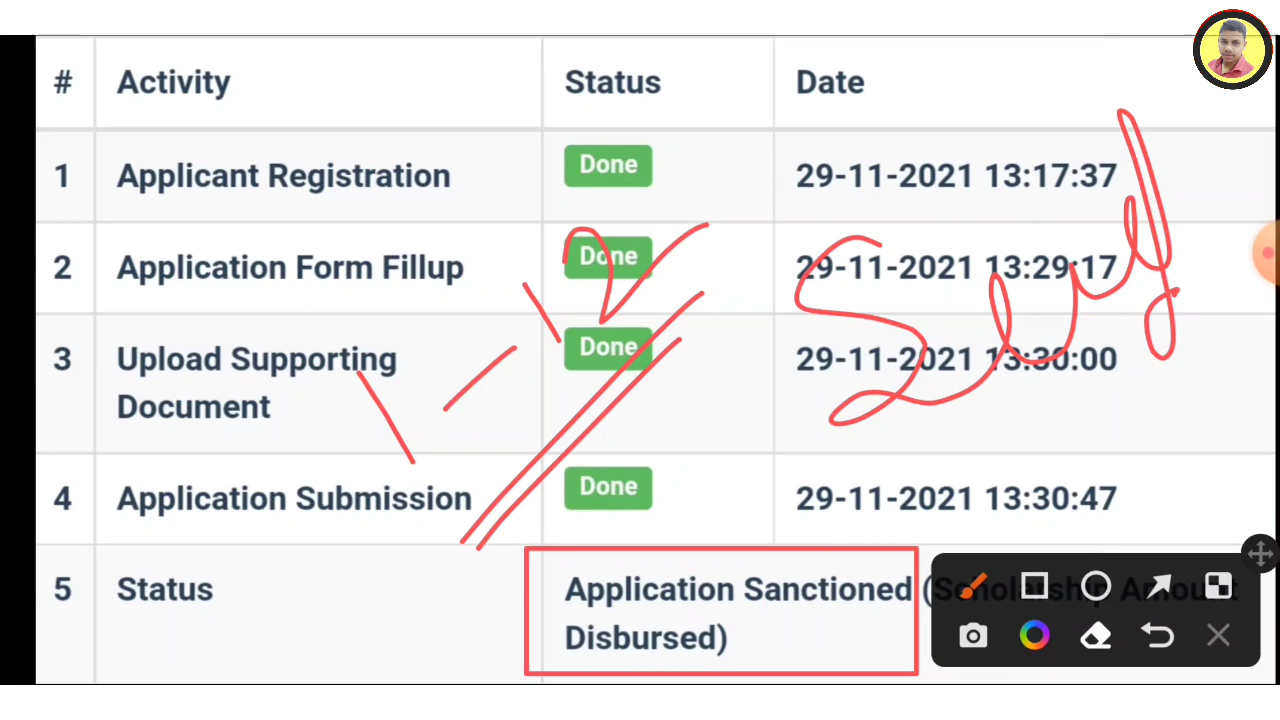 # Activity Status Date
1 Applicant Registration Done 29-11-2021 13:17:37
2 Application Form Fillup Done 29-11-2021 13:29:17
3 Upload Supporting Done 29-11-2021 13:30:00
Document
4 Application Submission Done 29-11-2021 13:30:47
5 Status Application Sanctioned (Scholarship Amount
Disbursed)